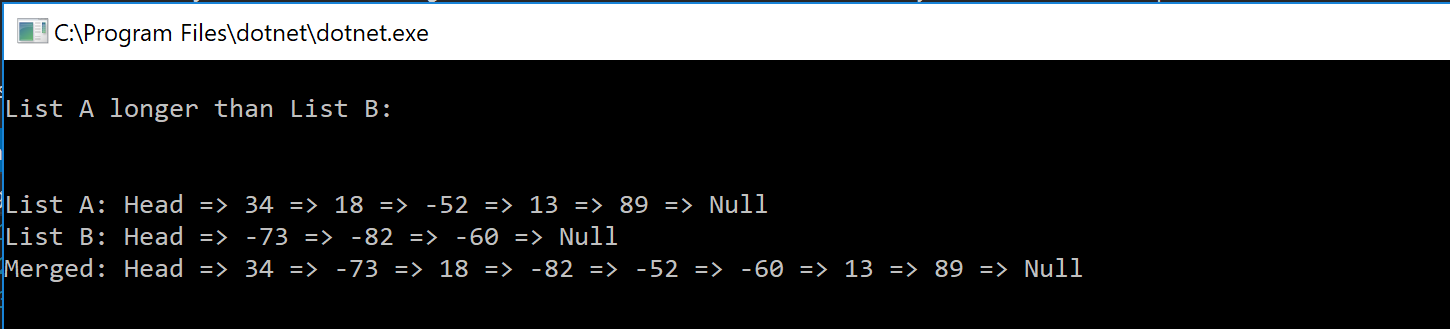 C:\Program Files\dotnet\dotnet.exe
List A longer than List B:
List A: Head => 34 => 18 => -52 => 13 => 89 => Null
List B: Head => -73 => -82 => -60 => Null
Merged: Head => 34 => -73 => 18 => -82 => -52 => -60 => 13 => 89 => Null